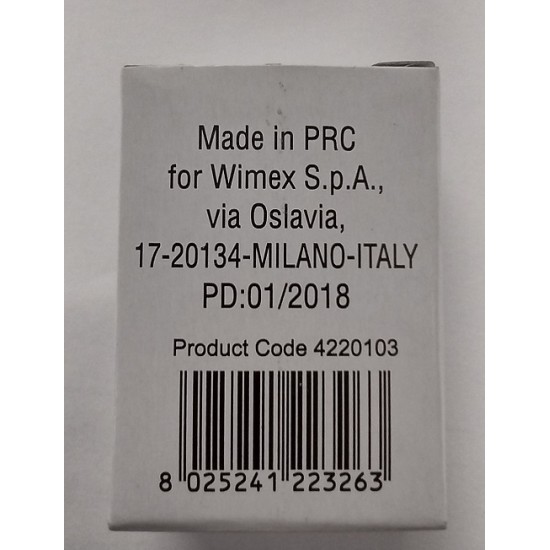 Made in PRC
for Wimex S.p.A.,
via Oslavia,
17-20134-MILANO-ITALY
PD:01/2018
Product Code 4220103
8 025241 223263